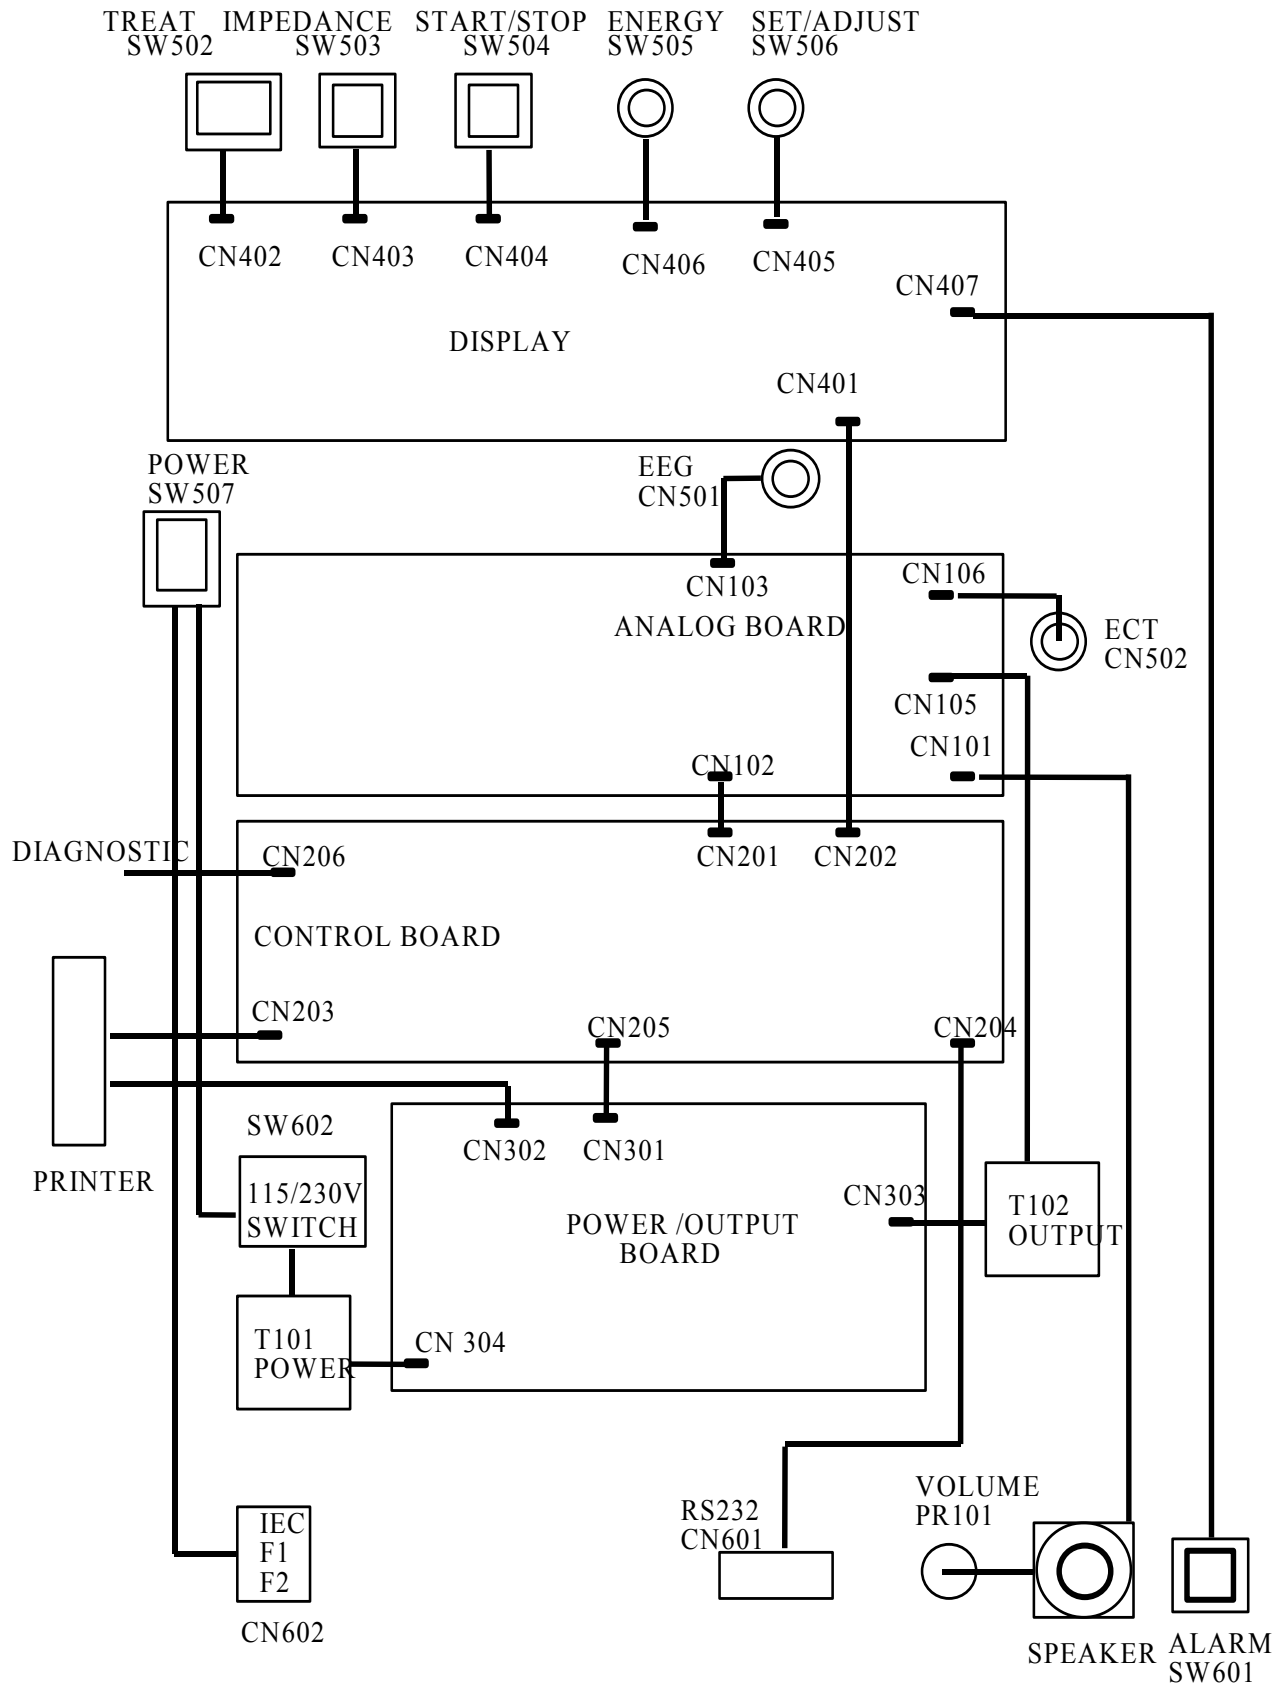 TREAT IMPEDANCE START/STOP ENERGY SET/ADJUST
SW502 SW503 SW504 SW505 SW506
CN402 CN403 CN404 CN406 CN405
CN407
DISPLAY
CN401
POWER
SW507
EEG
CN501
CN103
CN106
ANALOG BOARD
ECT
CN502
CN105
CN101
CN102
DIAGNOSTIC
CN206
CN201
CN202
CONTROL BOARD
CN203
CN205
CN204
SW602
CN302
CN301
PRINTER
115/230V
SWITCH
CN303
T102
OUTPUT
POWER /OUTPUT
BOARD
T101
POWER
CN 304
VOLUME
PR101
RS232
CN601
IEC
F1
F2
CN602
SPEAKER
ALARM
SW601